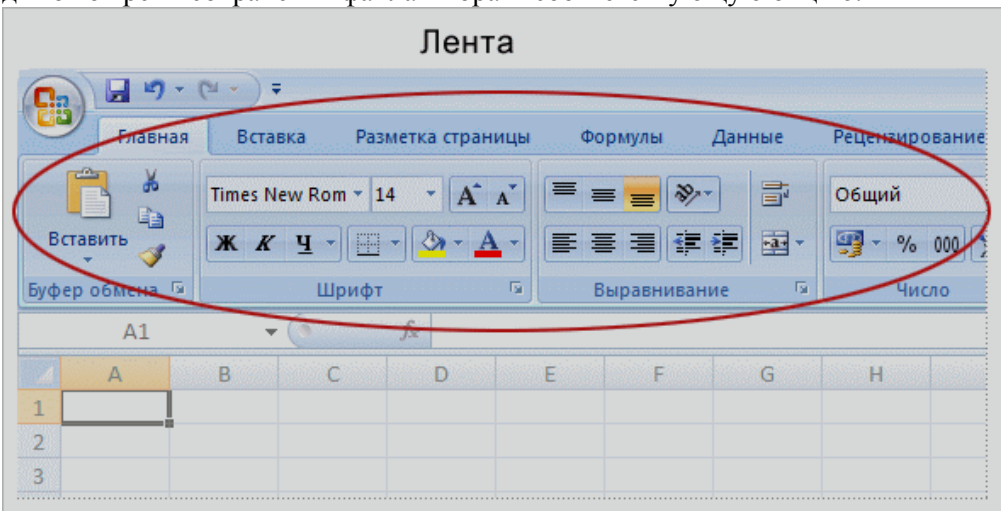 Лента
Главная Вставка Разметка страницы Формулы Данные Рецензирование
Times New Rom 14 A A Общий
Вставить Ж К Ч A a % 000
Буфер обмена Шрифт Выравнивание Число
A1 fx
A B C D E F G H
1
2
3